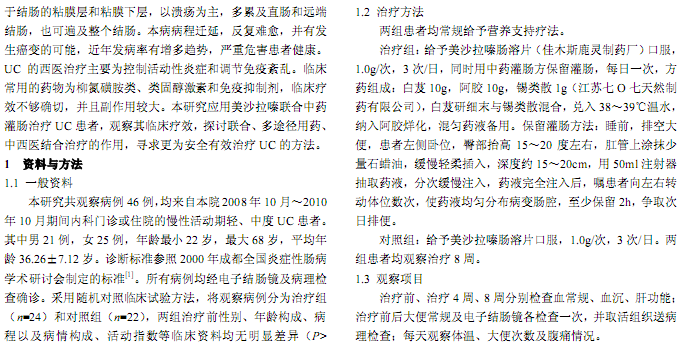 于结肠的粘膜层和粘膜下层，以溃疡为主，多累及直肠和远端
结肠，也可遍及整个结肠。本病病程迁延，反复难愈，并有发
生癌变的可能，近年发病率有增多趋势，严重危害患者健康。
UC 的西医治疗主要为控制活动性炎症和调节免疫紊乱。临床
常用的药物为柳氮磺胺类、类固醇激素和免疫抑制剂，临床疗
效不够确切，并且副作用较大。本研究应用美沙拉嗪联合中药
灌肠治疗 UC 患者，观察其临床疗效，探讨联合、多途径用药、
中西医结合治疗的作用，寻求更为安全有效治疗 UC 的方法。
1 资料与方法
1.1 一般资料
本研究共观察病例 46 例，均来自本院 2008 年 10 月～2010
年 10 月期间内科门诊或住院的慢性活动期轻、中度 UC 患者。
其中男 21 例，女 25 例，年龄最小 22 岁，最大 68 岁，平均年
龄 36.26±7.12 岁。诊断标准参照 2000 年成都全国炎症性肠病
学术研讨会制定的标准[1]。所有病例均经电子结肠镜及病理检
查确诊。采用随机对照临床试验方法，将观察病例分为治疗组
（n=24）和对照组（n=22），两组治疗前性别、年龄构成、病
程以及病情构成、活动指数等临床资料均无明显差异（P>
1.2 治疗方法
两组患者均常规给予营养支持疗法。
治疗组：给予美沙拉嗪肠溶片（佳木斯鹿灵制药厂）口服，
1.0g/次，3 次/日，同时用中药灌肠方保留灌肠，每日一次，方
药组成：白芨 10g，阿胶 10g，锡类散 1g（江苏七 O 七天然制
药有限公司），白芨研细末与锡类散混合，兑入 38～39℃温水，
纳入阿胶烊化，混匀药液备用。保留灌肠方法：睡前，排空大
便，患者左侧卧位，臀部抬高 15～20 度左右，肛管上涂抹少
量石蜡油，缓慢轻柔插入，深度约 15～20cm，用 50ml 注射器
抽取药液，分次缓慢注入，药液完全注入后，嘱患者向左右转
动体位数次，使药液均匀分布病变肠腔，至少保留 2h，争取次
日排便。
对照组：给予美沙拉嗪肠溶片口服，1.0g/次，3 次/日。两
组患者均观察治疗 8 周。
1.3 观察项目
治疗前、治疗 4 周、8 周分别检查血常规、血沉、肝功能；
治疗前后大便常规及电子结肠镜各检查一次，并取活组织送病
理检查；每天观察体温、大便次数及腹痛情况。